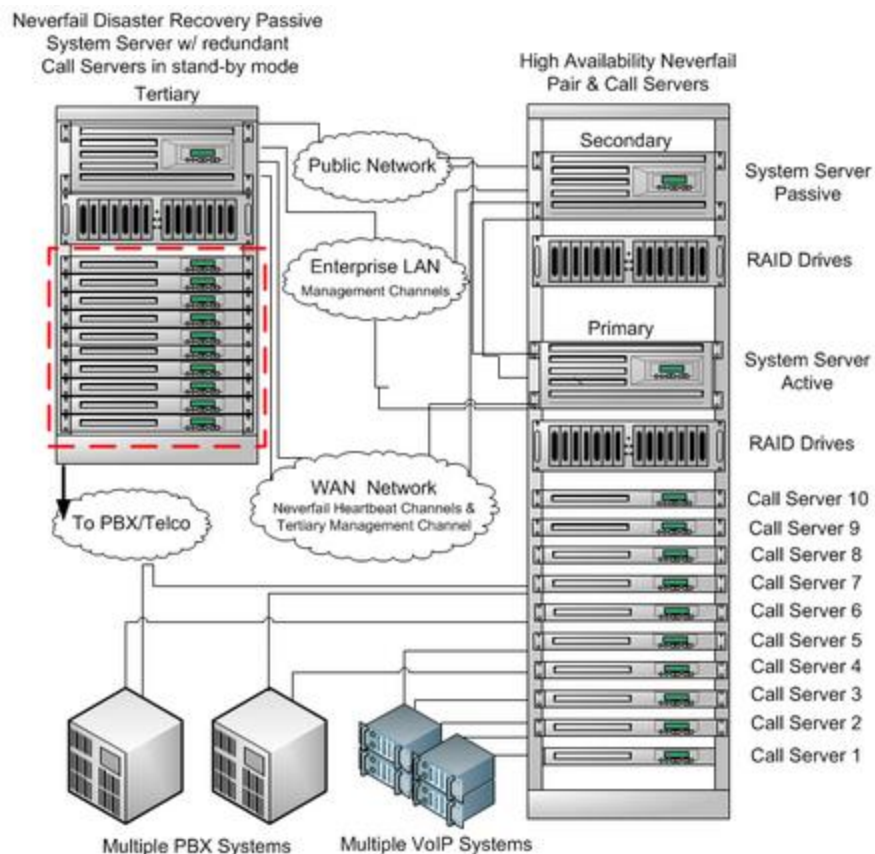 Neverfail Disaster Recovery Passive
System Server w/ redundant
Call Servers in stand-by mode
Tertiary
High Availability Neverfail
Pair & Call Servers
Secondary
System Server
Passive
Public Network
RAID Drives
Enterprise LAN
Management Channels
Primary
System Server
Active
RAID Drives
WAN Network
Neverfail Heartbeat Channels &
Tertiary Management Channel
To PBX/Telco
Call Server 10
Call Server 9
Call Server 8
Call Server 7
Call Server 6
Call Server 5
Call Server 4
Call Server 3
Call Server 2
Call Server 1
Multiple PBX Systems
Multiple VoIP Systems